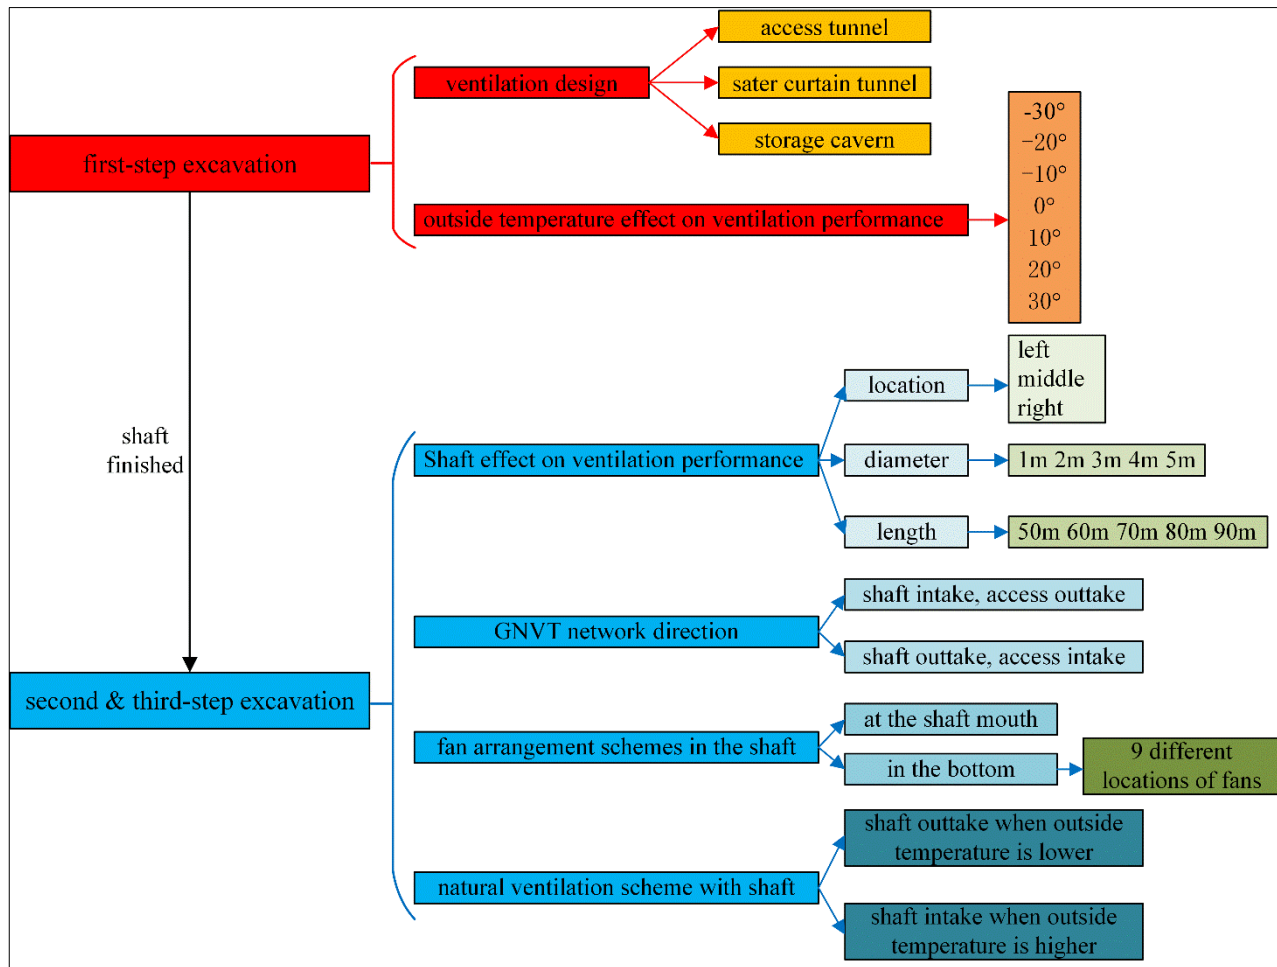 access tunnel
ventilation design
sater curtain tunnel
storage cavern
first-step excavation
outside temperature effect on ventilation performance
-30°
-20°
-10°
0°
10°
20°
30°
shaft
finished
left
middle
right
location
Shaft effect on ventilation performance
diameter
1m 2m 3m 4m 5m
length
50m 60m 70m 80m 90m
shaft intake, access outtake
GNVT network direction
shaft outtake, access intake
second & third-step excavation
at the shaft mouth
fan arrangement schemes in the shaft
in the bottom
9 different
locations of fans
shaft outtake when outside
temperature is lower
natural ventilation scheme with shaft
shaft intake when outside
temperature is higher